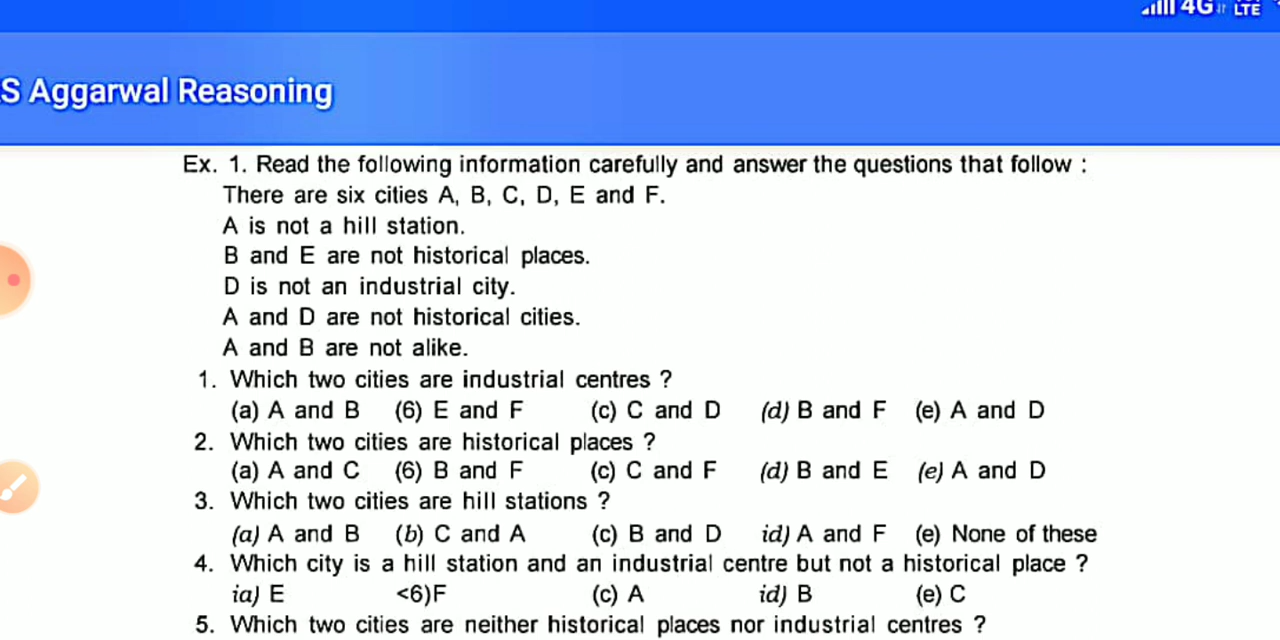 4G LTE
S Aggarwal Reasoning
Ex. 1. Read the following information carefully and answer the questions that follow :
There are six cities A, B, C, D, E and F.
A is not a hill station.
B and E are not historical places.
D is not an industrial city.
A and D are not historical cities.
A and B are not alike.
1. Which two cities are industrial centres ?
(a) A and B (6) E and F (c) C and D (d) B and F (e) A and D
2. Which two cities are historical places ?
(a) A and C (6) B and F (c) C and F (d) B and E (e) A and D
3. Which two cities are hill stations ?
(a) A and B (b) C and A (c) B and D id) A and F (e) None of these
4. Which city is a hill station and an industrial centre but not a historical place ?
ia) E <6)F (c) A id) B (e) C
5. Which two cities are neither historical places nor industrial centres ?